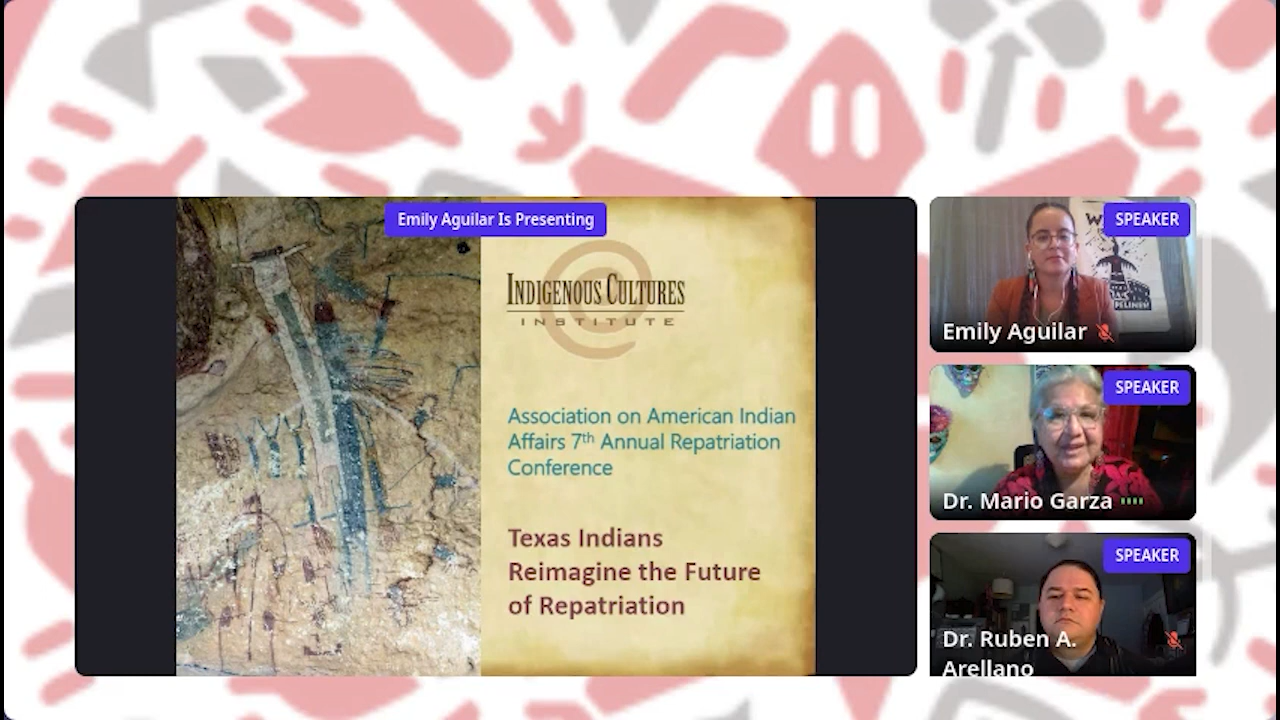 Emily Aguilar Is Presenting
INDIGENOUS CULTURES
INSTITUTE
Association on American Indian
Affairs 7th Annual Repatriation
Conference
Texas Indians
Reimagine the Future
of Repatriation
SPEAKER
Emily Aguilar
SPEAKER
Dr. Mario Garza
SPEAKER
Dr. Ruben A.
Arellano